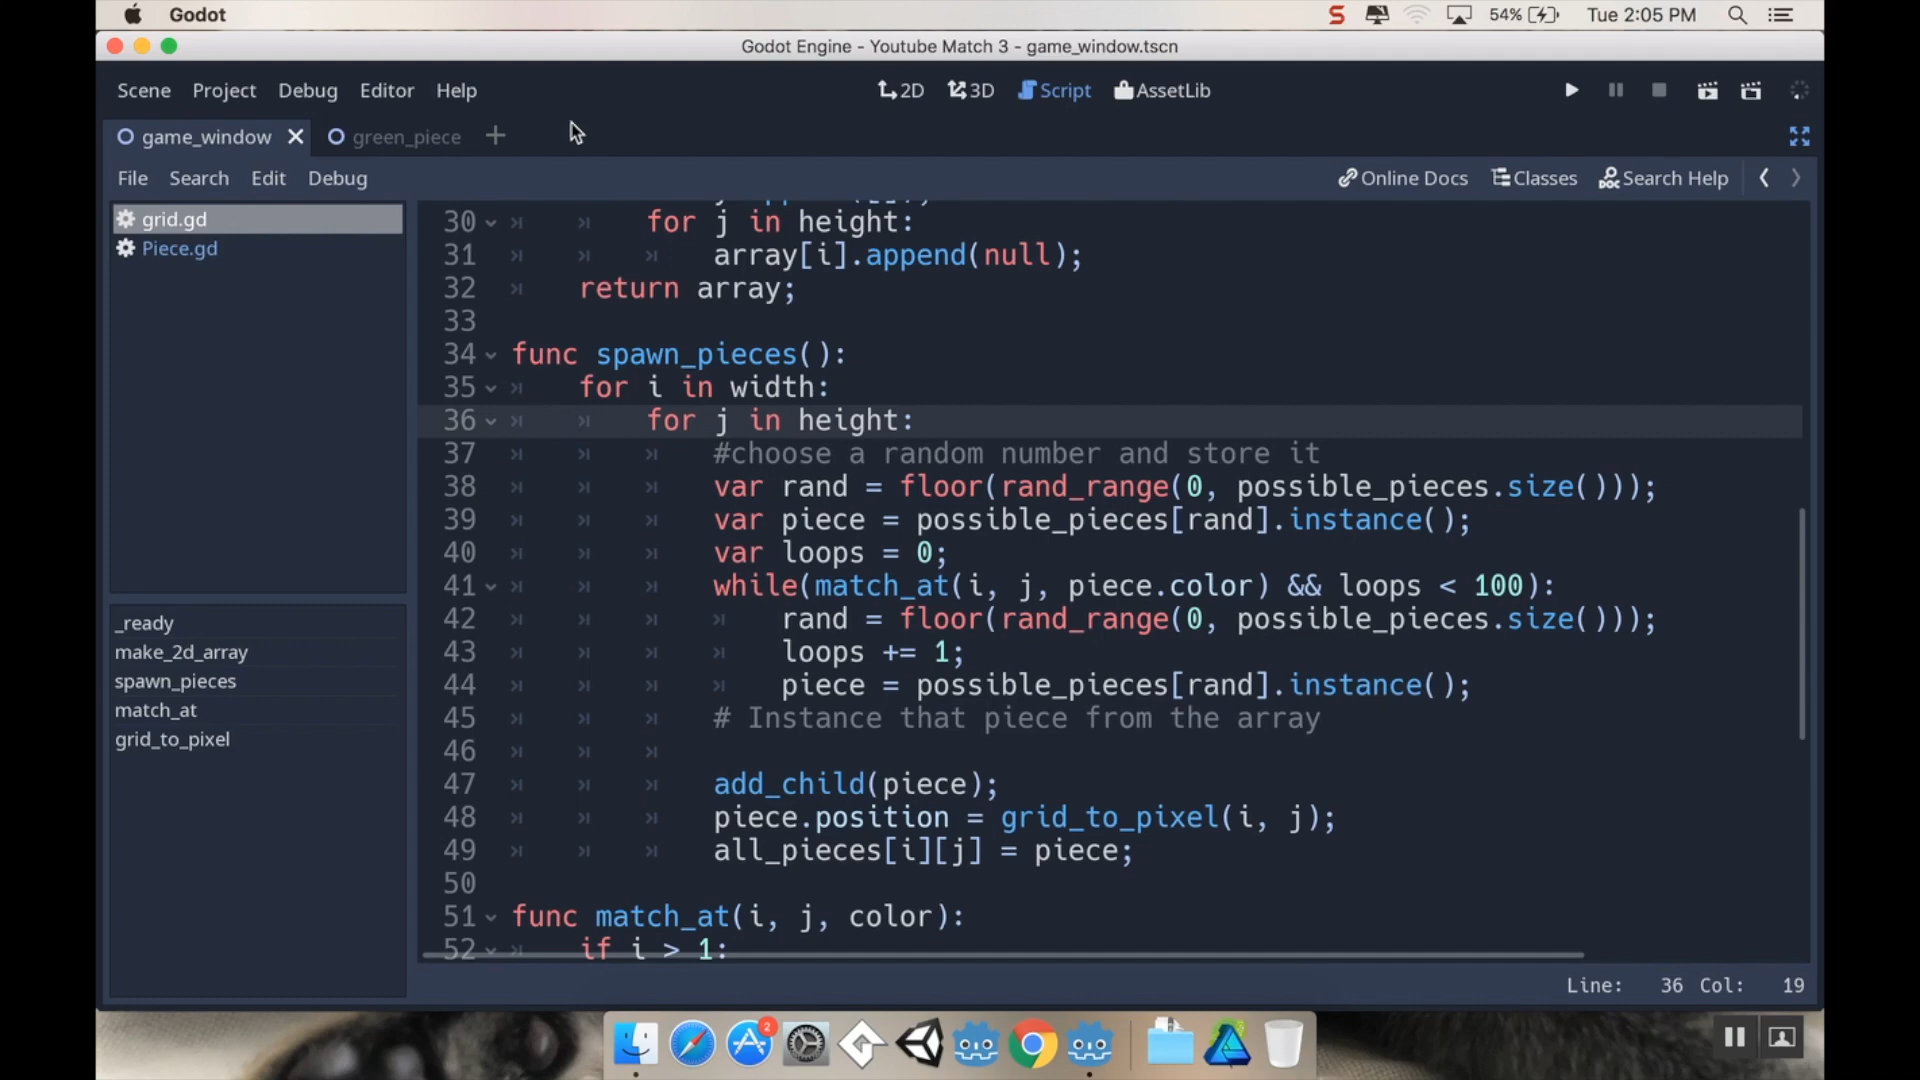 Godot
54%
Tue 2:05 PM
Godot Engine - Youtube Match 3 - game_window.tscn
Scene Project Debug Editor Help
2D 3D Script AssetLib
game_window green_piece
File Search Edit Debug
Online Docs Classes Search Help
grid.gd
Piece.gd
_ready
make_2d_array
spawn_pieces
match_at
grid_to_pixel
30 for j in height:
31 array[i].append(null);
32 return array;
33
34 func spawn_pieces():
35 for i in width:
36 for j in height:
37 #choose a random number and store it
38 var rand = floor(rand_range(0, possible_pieces.size()));
39 var piece = possible_pieces[rand].instance();
40 var loops = 0;
41 while(match_at(i, j, piece.color) && loops < 100):
42 rand = floor(rand_range(0, possible_pieces.size()));
43 loops += 1;
44 piece = possible_pieces[rand].instance();
45 # Instance that piece from the array
46
47 add_child(piece);
48 piece.position = grid_to_pixel(i, j);
49 all_pieces[i][j] = piece;
50
51 func match_at(i, j, color):
52 if i > 1:
Line: 36 Col: 19
2